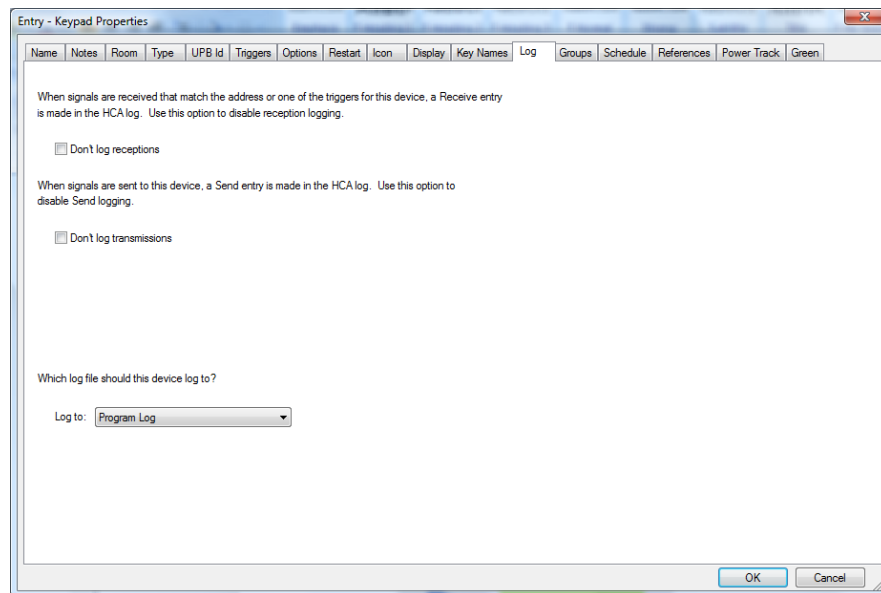 Entry - Keypad Properties
Name Notes Room Type UPB Id Triggers Options Restart Icon Display Key Names Log Groups Schedule References Power Track Green
When signals are received that match the address or one of the triggers for this device, a Receive entry
is made in the HCA log. Use this option to disable reception logging.
Don't log receptions
When signals are sent to this device, a Send entry is made in the HCA log. Use this option to
disable Send logging.
Don't log transmissions
Which log file should this device log to?
Log to: Program Log
OK Cancel